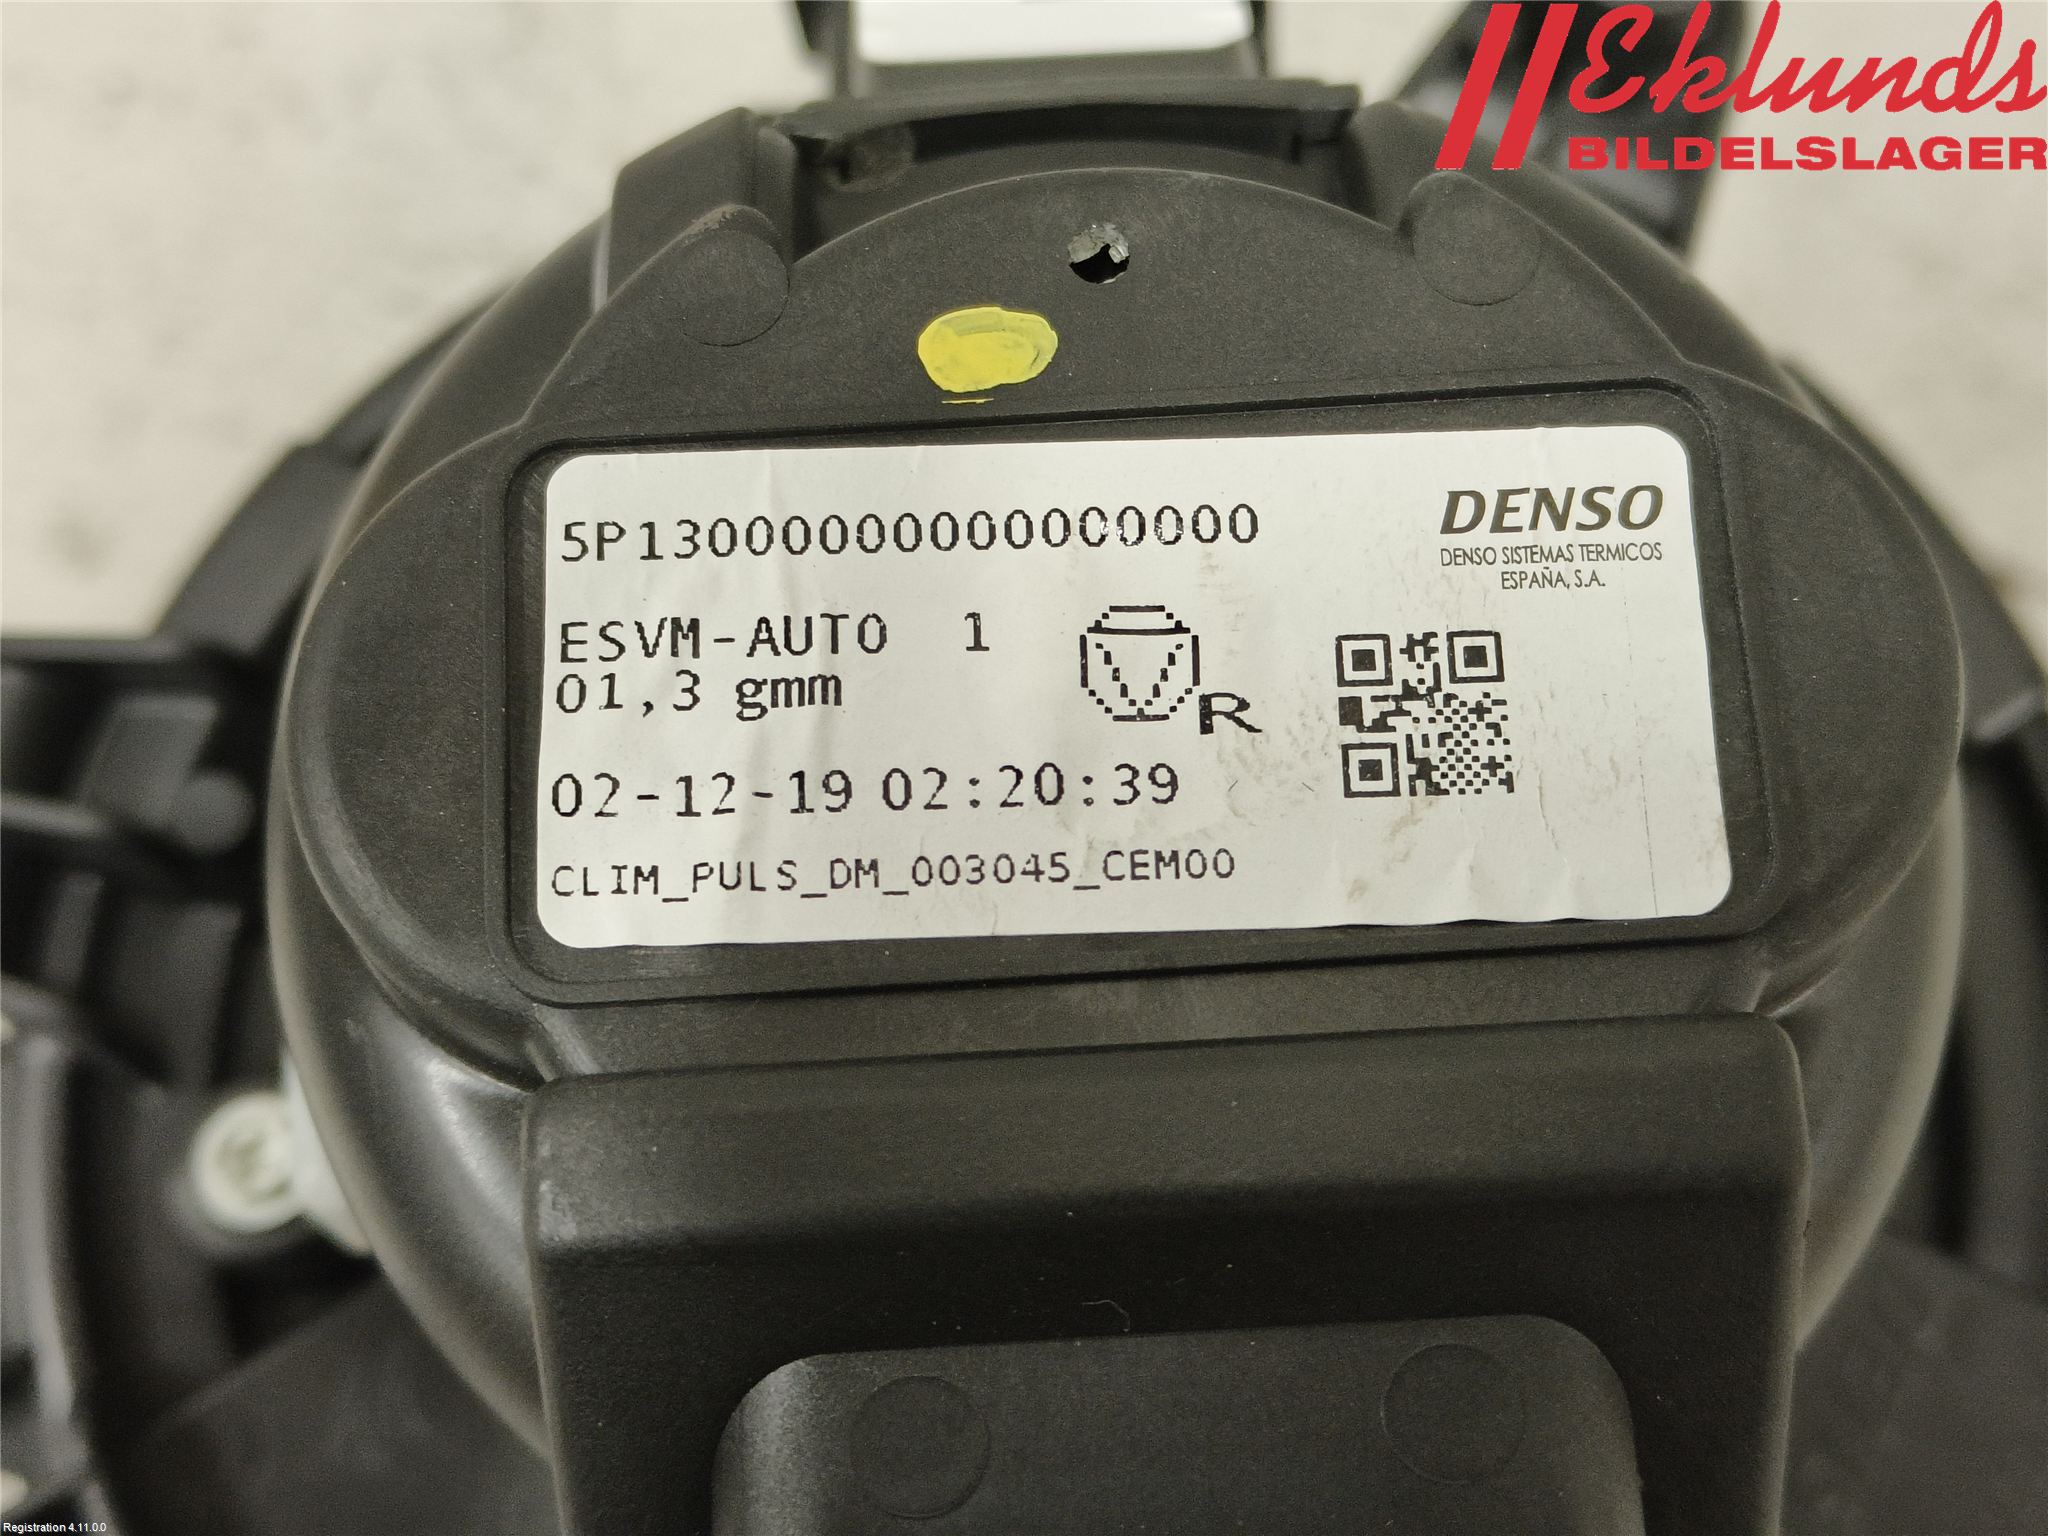 Eklunds
BILDELSLAGER
5P13000000000000000
DENSO
DENSO SISTEMAS TERMICOS
ESPAÑA, S.A.
ESVM-AUTO 1
01,3 gmm
R
02-12-19 02:20:39
CLIM_PULS_DM_003045_CEM00
Registration 4.11.0.0